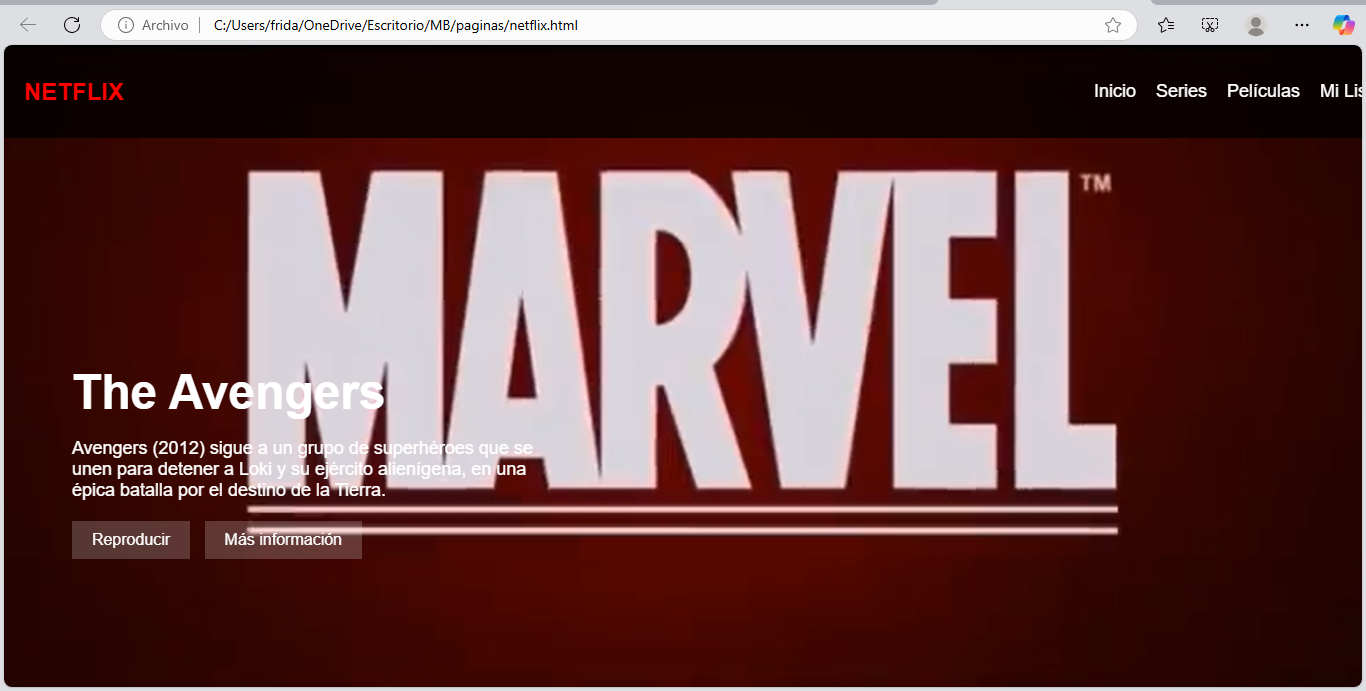 Archivo
C:/Users/frida/OneDrive/Escritorio/MB/paginas/netflix.html
NETFLIX
Inicio Series Películas Mi Lis
MARVEL TM
The Avengers
Avengers (2012) sigue a un grupo de superhéroes que se
unen para detener a Loki y su ejército alienígena, en una
épica batalla por el destino de la Tierra.
Reproducir Más información